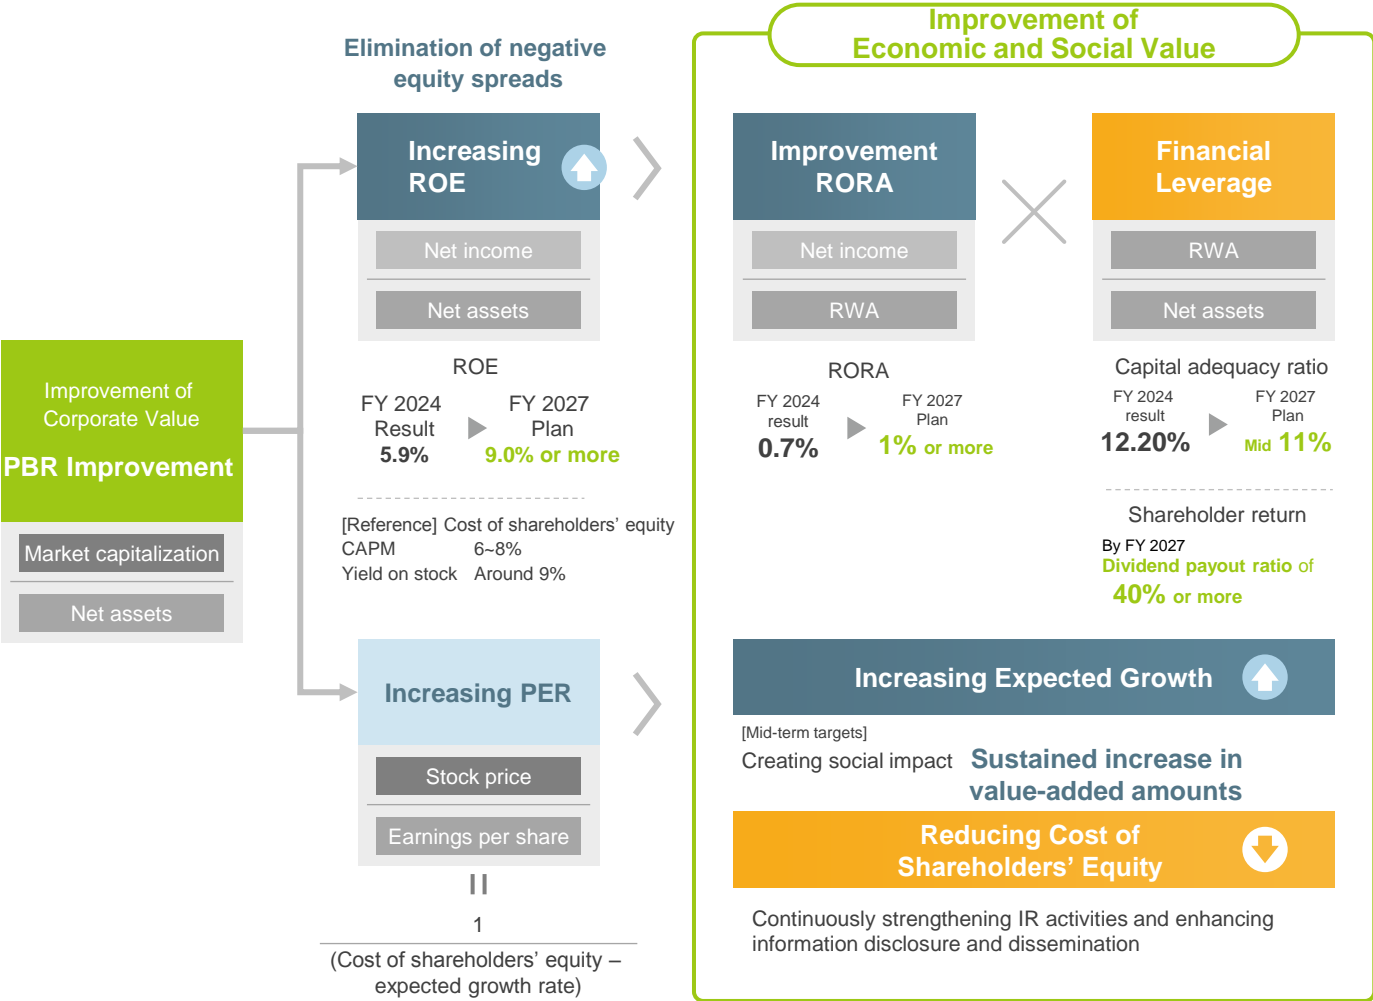 Improvement of
Corporate Value
PBR Improvement
Market capitalization
Net assets
Elimination of negative
equity spreads
Increasing
ROE
Net income
Net assets
ROE
FY 2024
Result
5.9%
FY 2027
Plan
9.0% or more
[Reference] Cost of shareholders’ equity
CAPM 6~8%
Yield on stock Around 9%
Increasing PER
Stock price
Earnings per share
=
1
(Cost of shareholders’ equity –
expected growth rate)
Improvement of
Economic and Social Value
Improvement
RORA
Net income
RWA
RORA
FY 2024
result
0.7%
FY 2027
Plan
1% or more
Financial
Leverage
RWA
Net assets
Capital adequacy ratio
FY 2024
result
12.20%
FY 2027
Plan
Mid 11%
Shareholder return
By FY 2027
Dividend payout ratio of
40% or more
Increasing Expected Growth
[Mid-term targets]
Creating social impact
Sustained increase in
value-added amounts
Reducing Cost of
Shareholders’ Equity
Continuously strengthening IR activities and enhancing
information disclosure and dissemination